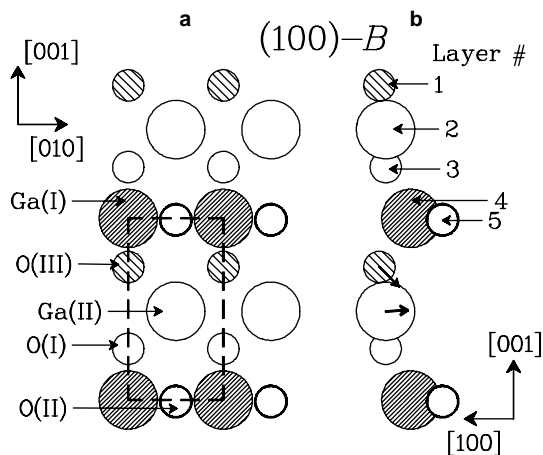 a
b
(100)−B
Layer #
[001]
[010]
1
2
3
Ga(I)
4
5
O(III)
Ga(II)
O(I)
O(II)
[001]
[100]